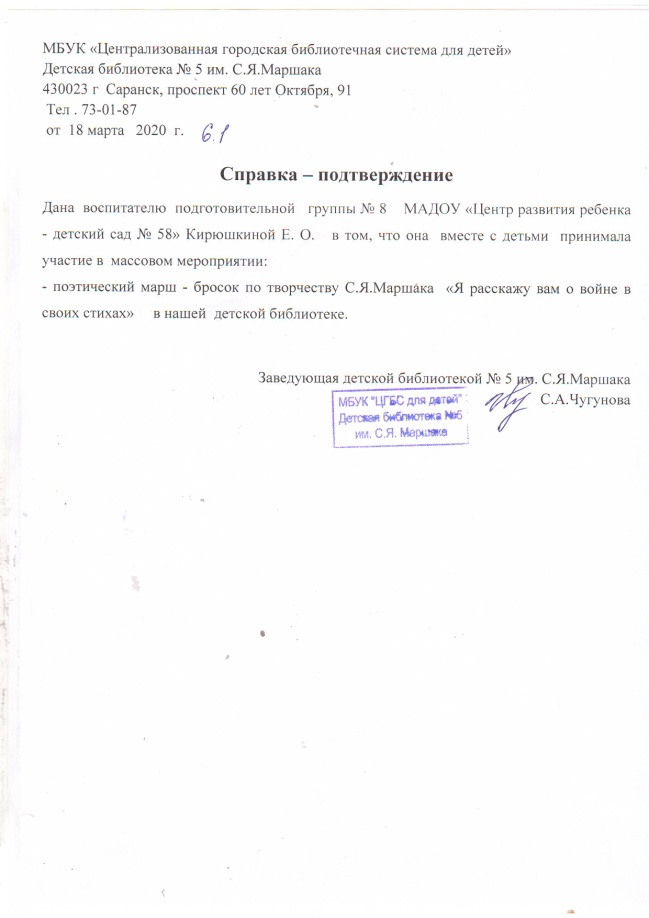 МБУК «Централизованная городская библиотечная система для детей»
Детская библиотека № 5 им. С.Я.Маршака
430023 г Саранск, проспект 60 лет Октября, 91
Тел . 73-01-87
от 18 марта 2020 г. 6.1
Справка – подтверждение
Дана воспитателю подготовительной группы № 8 МАДОУ «Центр развития ребенка
- детский сад № 58» Кирюшкиной Е. О. в том, что она вместе с детьми принимала
участие в массовом мероприятии:
- поэтический марш - бросок по творчеству С.Я.Маршака «Я расскажу вам о войне в
своих стихах» в нашей детской библиотеке.
Заведующая детской библиотекой № 5 им. С.Я.Маршака
С.А.Чугунова
МБУК "ЦГБС для детей"
Детская библиотека №5
им. С.Я. Маршака